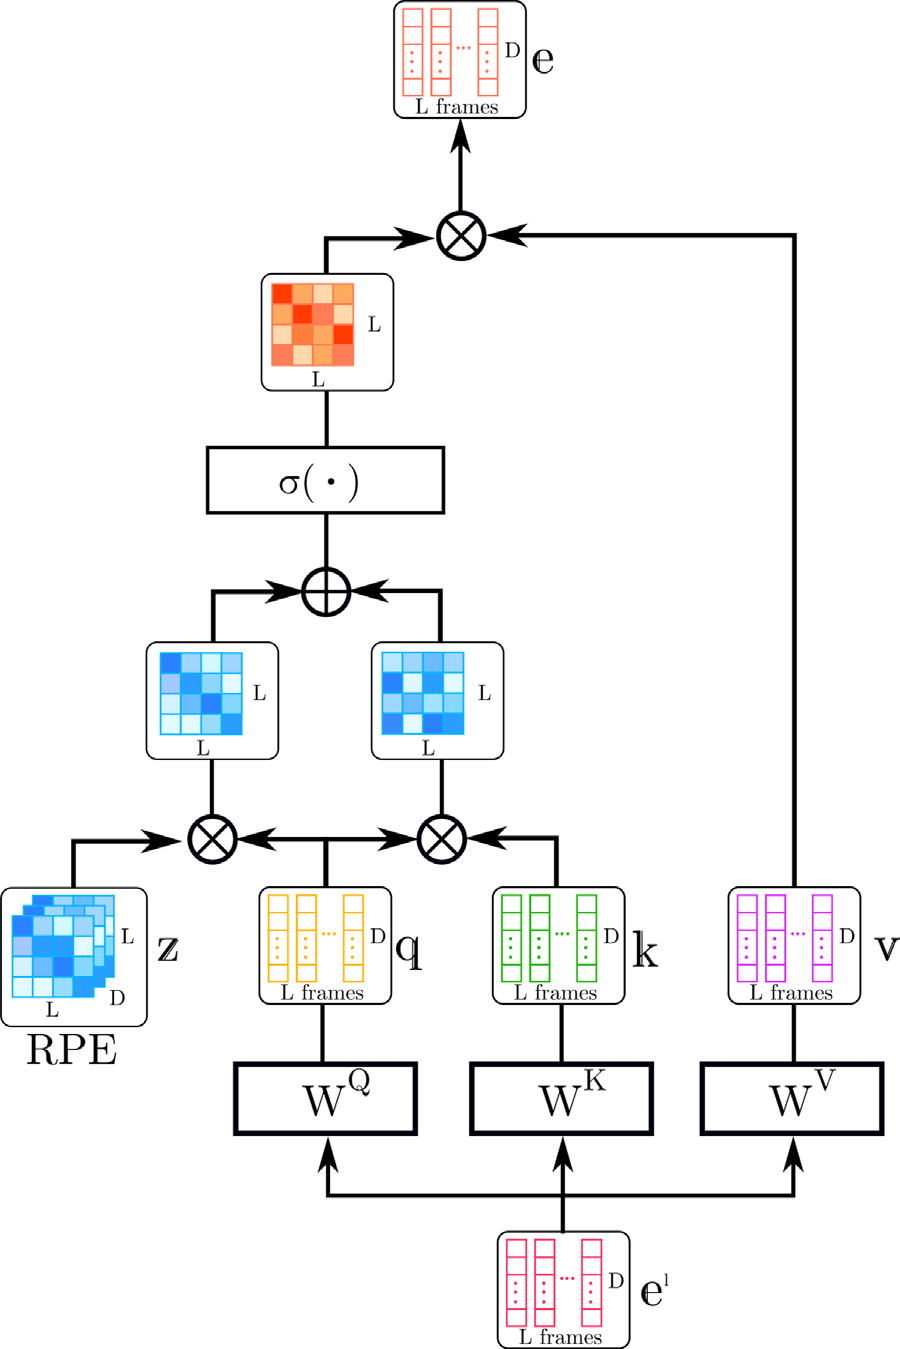 D e
L frames
L
L
σ(·)
L L
L L
z
L
D
L
RPE
D q
L frames
D k
L frames
D v
L frames
W^Q W^K W^V
D e^l
L frames